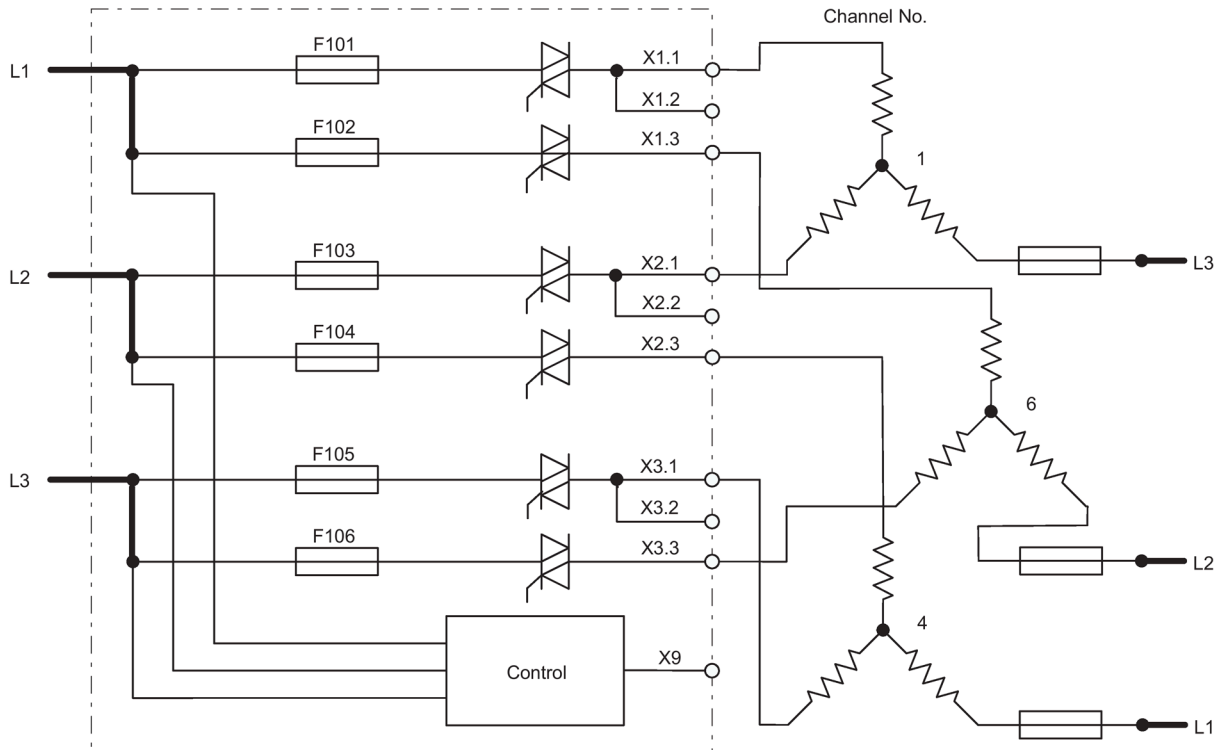 Channel No.
L1
F101
X1.1
X1.2
F102
X1.3
1
L2
F103
X2.1
L3
X2.2
F104
X2.3
6
L3
F105
X3.1
X3.2
F106
X3.3
L2
4
Control
X9
L1